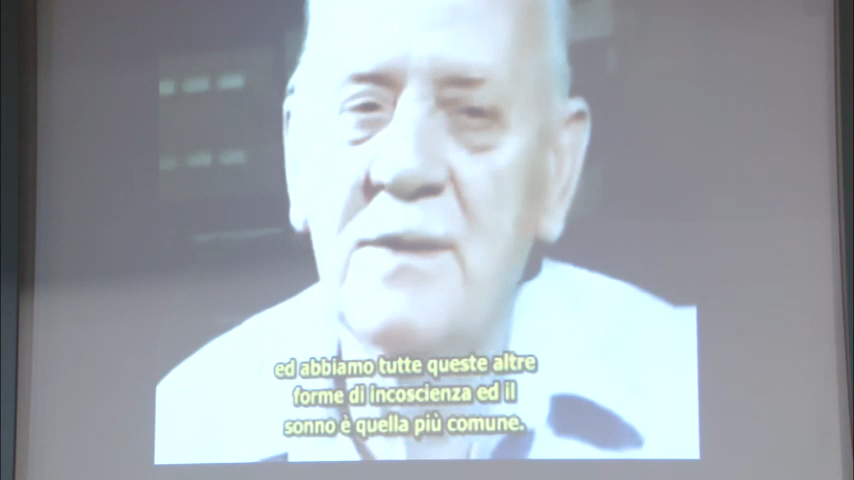 ed abbiamo tutte queste altre
forme di incoscienza ed il
sonno è quella più comune.